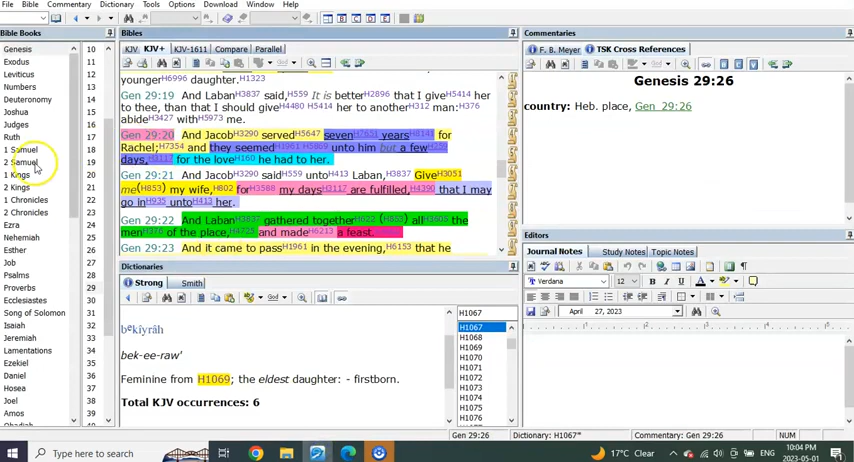 File Bible Commentary Dictionary Tools Options Download Window Help
B C D E
Bible Books
Genesis
Exodus
Leviticus
Numbers
Deuteronomy
Joshua
Judges
Ruth
1 Samuel
2 Samuel
1 Kings
2 Kings
1 Chronicles
2 Chronicles
Ezra
Nehemiah
Esther
Job
Psalms
Proverbs
Ecclesiastes
Song of Solomon
Isaiah
Jeremiah
Lamentations
Ezekiel
Daniel
Hosea
Joel
Amos
Obadiah
10
11
12
13
14
15
16
17
18
19
20
21
22
23
24
25
26
27
28
29
30
31
32
33
34
35
36
37
38
39
Bibles
KJV KJV+ KJV-1611 Compare Parallel
younger H6996 daughter. H1323
Gen 29:19 And Laban H3837 said, H559 It is better H2896 that I give H5414 her
to thee, than that I should give H5414 her to another H312 man: H376
abide H3427 with H5973 me.
Gen 29:20 And Jacob H3290 served H5647 seven H7651 years H8141 for
Rachel; H7354 and they seemed H1961 H5869 unto him but a few H259
days, H3117 for the love H160 he had to her.
Gen 29:21 And Jacob H3290 said H559 unto Laban, H3837 Give H3051
me (H853) my wife, H802 for H3588 my days H3117 are fulfilled, H4390 that I may
go in H935 unto H413 her.
Gen 29:22 And Laban H3837 gathered together H622 (H853) all H3605 the
men H376 of the place, H4725 and made H6213 a feast. H4960
Gen 29:23 And it came to pass H1961 in the evening, H6153 that he
Dictionaries
Strong Smith
God
bᵉkîyrâh
bek-ee-raw'
Feminine from H1069; the eldest daughter: - firstborn.
Total KJV occurrences: 6
H1067
H1067
H1068
H1069
H1070
H1071
H1072
H1073
H1074
H1075
H1076
Commentaries
F. B. Meyer TSK Cross References
Genesis 29:26
country: Heb. place, Gen 29:26
Editors
Journal Notes Study Notes Topic Notes
Verdana 12 B I U A
April 27, 2023
Gen 29:26 Dictionary: H1067* Commentary: Gen 29:26 NUM
Type here to search
17°C Clear
ENG
10:04 PM
2023-05-01